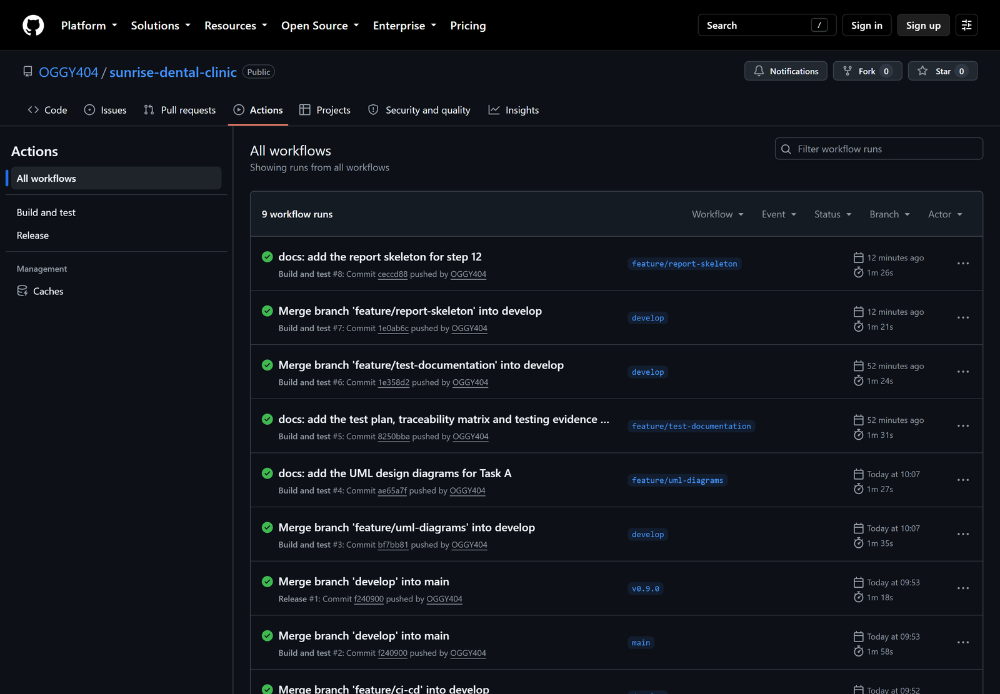 Platform Solutions Resources Open Source Enterprise Pricing Search / Sign in Sign up
OGGY404 / sunrise-dental-clinic Public Notifications Fork 0 Star 0
Code Issues Pull requests Actions Projects Security and quality Insights
Actions
All workflows
Build and test
Release
Management
Caches
All workflows
Showing runs from all workflows
Filter workflow runs
9 workflow runs Workflow Event Status Branch Actor
docs: add the report skeleton for step 12
Build and test #8: Commit ceccd88 pushed by OGGY404
feature/report-skeleton
12 minutes ago
1m 26s
Merge branch 'feature/report-skeleton' into develop
Build and test #7: Commit 1e0ab6c pushed by OGGY404
develop
12 minutes ago
1m 21s
Merge branch 'feature/test-documentation' into develop
Build and test #6: Commit 1e358d2 pushed by OGGY404
develop
52 minutes ago
1m 24s
docs: add the test plan, traceability matrix and testing evidence ...
Build and test #5: Commit 8250bba pushed by OGGY404
feature/test-documentation
52 minutes ago
1m 31s
docs: add the UML design diagrams for Task A
Build and test #4: Commit ae65a7f pushed by OGGY404
feature/uml-diagrams
Today at 10:07
1m 27s
Merge branch 'feature/uml-diagrams' into develop
Build and test #3: Commit bf7bb81 pushed by OGGY404
develop
Today at 10:07
1m 35s
Merge branch 'develop' into main
Release #1: Commit f240900 pushed by OGGY404
v0.9.0
Today at 09:53
1m 18s
Merge branch 'develop' into main
Build and test #2: Commit f240900 pushed by OGGY404
main
Today at 09:53
1m 58s
Merge branch 'feature/ci-cd' into develop
Today at 09:52